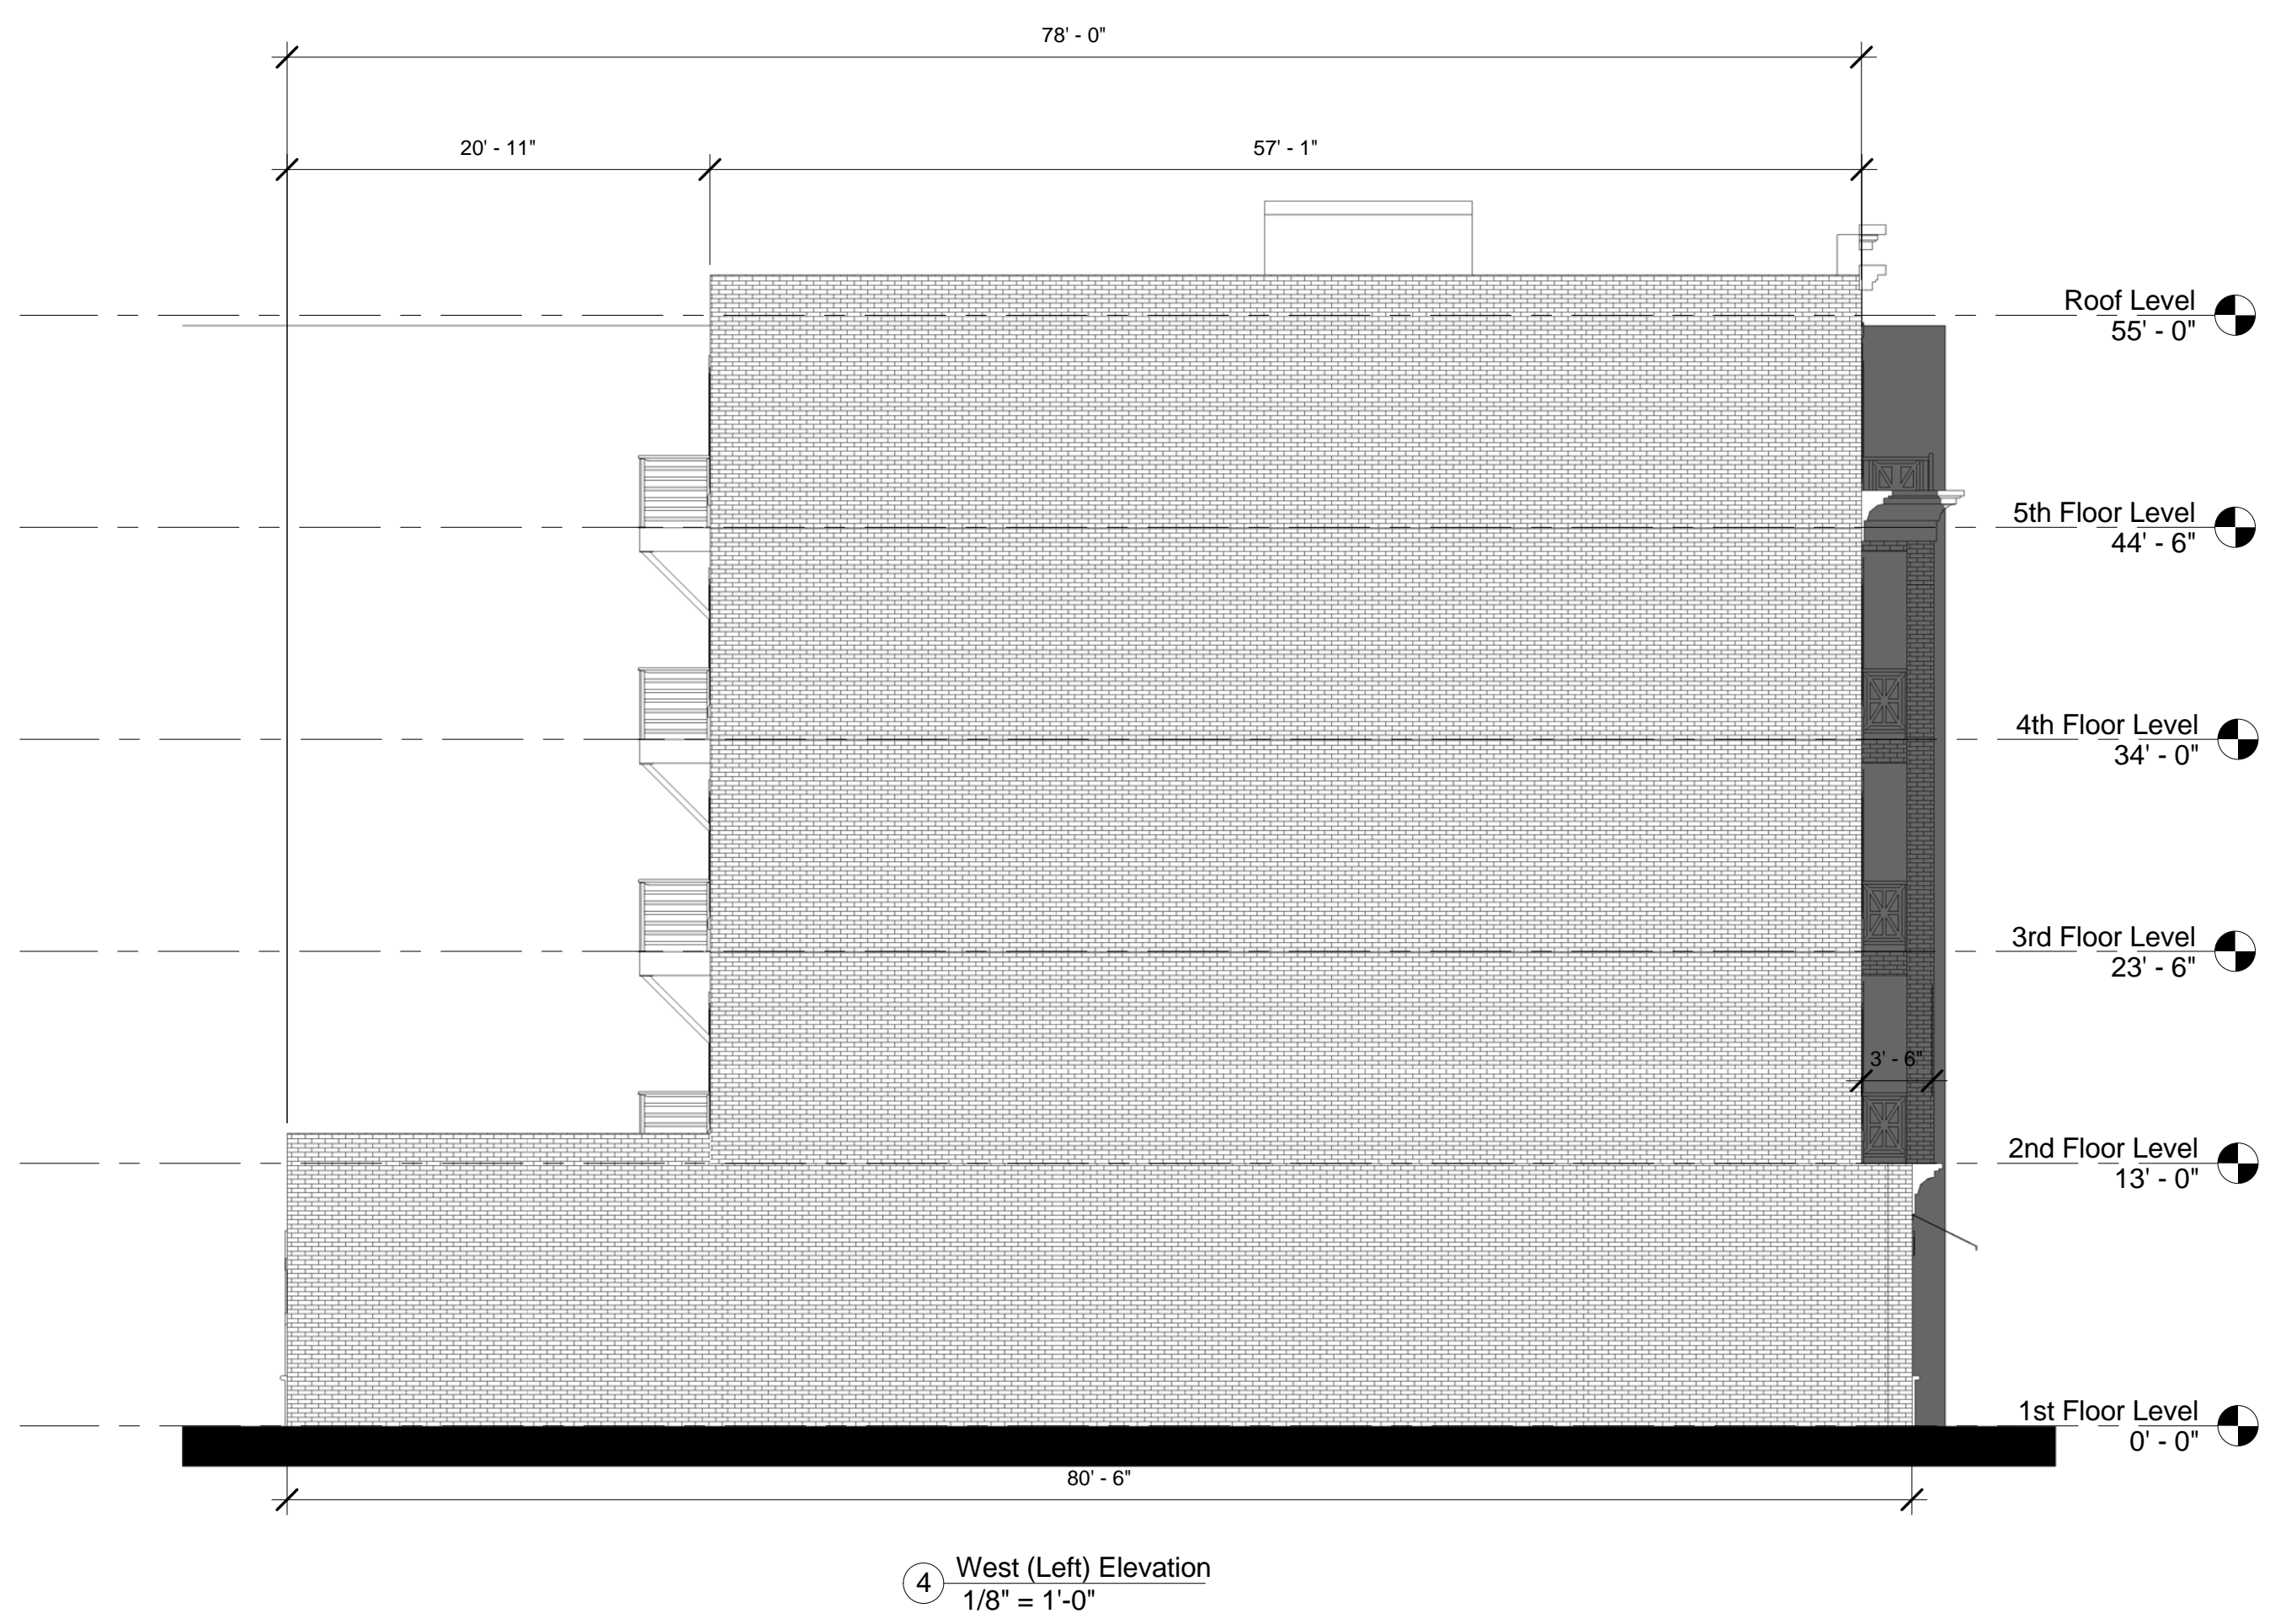 78' - 0"
20' - 11"
57' - 1"
Roof Level
55' - 0"
5th Floor Level
44' - 6"
4th Floor Level
34' - 0"
3rd Floor Level
23' - 6"
3' - 6"
2nd Floor Level
13' - 0"
1st Floor Level
0' - 0"
80' - 6"
4
West (Left) Elevation
1/8" = 1'-0"